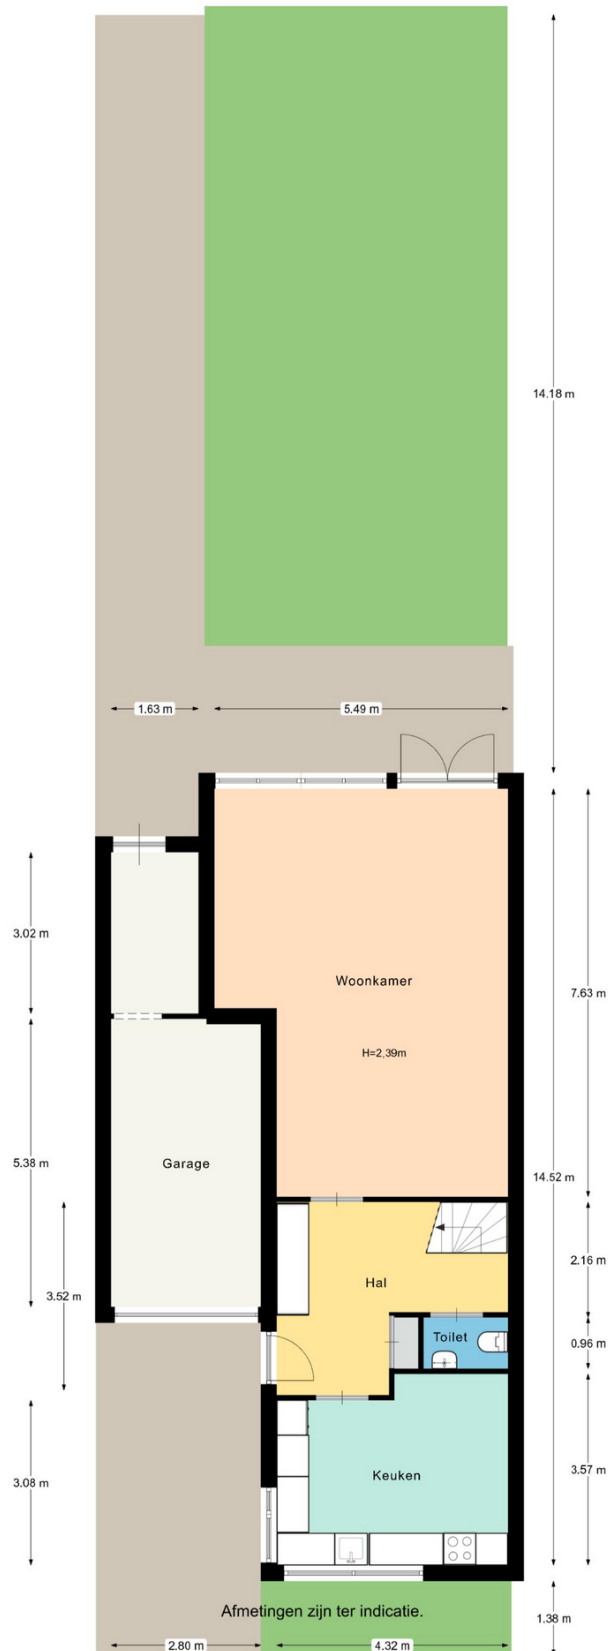 14.18 m
1.63 m
5.49 m
3.02 m
Woonkamer
7.63 m
H=2,39m
5.38 m
Garage
14.52 m
2.16 m
Hal
3.52 m
Toilet
0.96 m
3.57 m
Keuken
3.08 m
Afmetingen zijn ter indicatie.
1.38 m
2.80 m
4.32 m